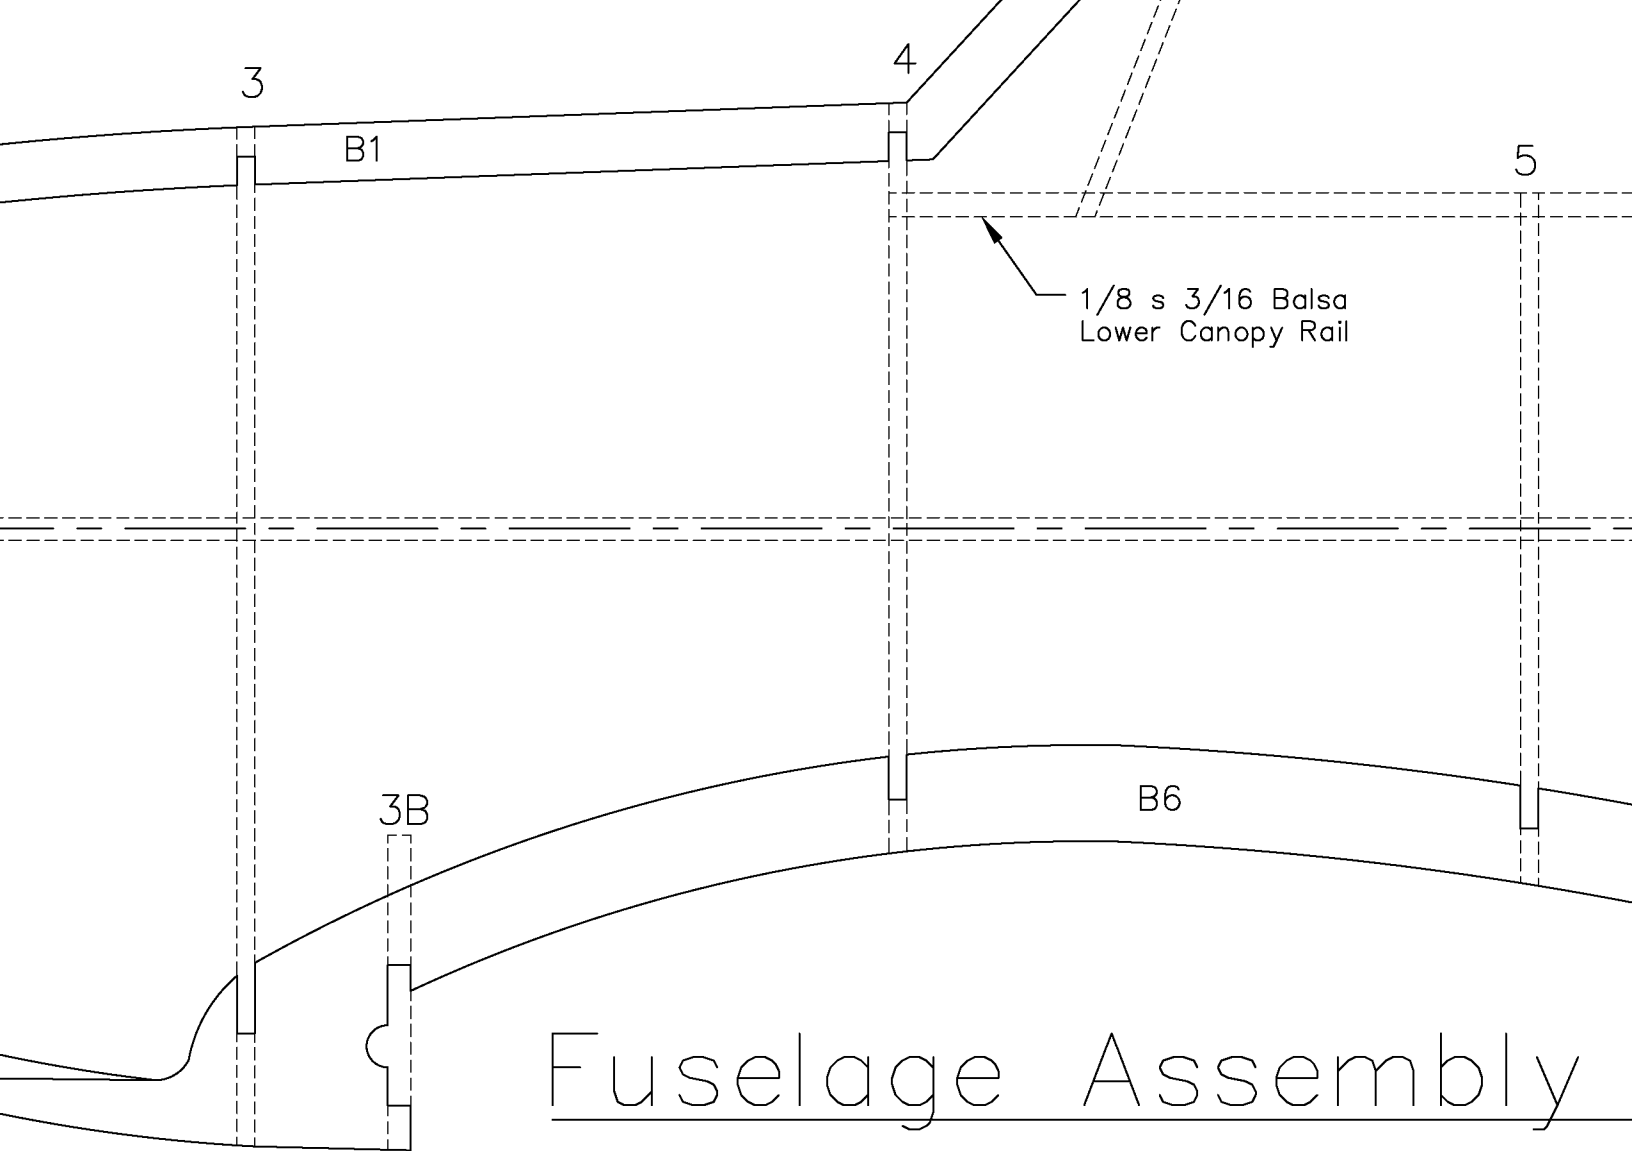 4
3
B1
5
1/8 s 3/16 Balsa
Lower Canopy Rail
3B
B6
Fuselage Assembly